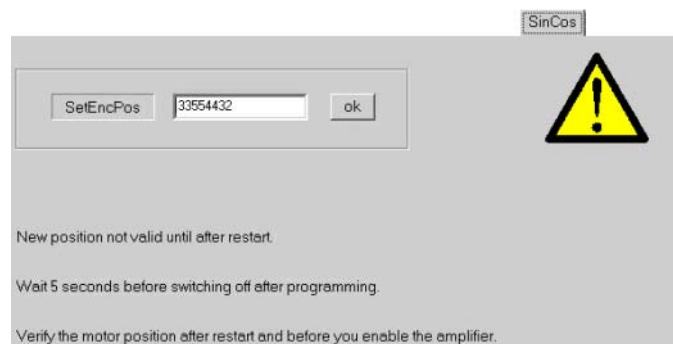 SinCos
SetEncPos 33554432 ok
New position not valid until after restart.
Wait 5 seconds before switching off after programming.
Verify the motor position after restart and before you enable the amplifier.